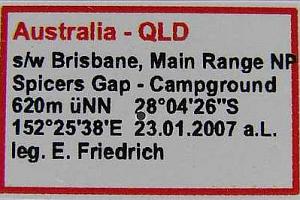 Australia - QLD
s/w Brisbane, Main Range NP
Spicers Gap - Campground
620m üNN 28°04'26"S
152°25'38'E 23.01.2007 a.L.
leg. E. Friedrich